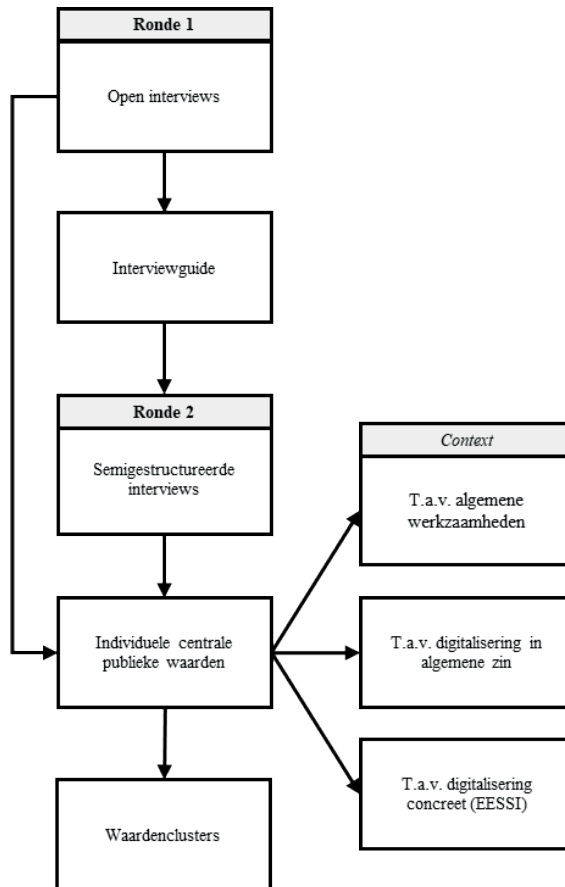 Ronde 1
Open interviews
Interviewguide
Ronde 2
Semigestructureerde
interviews
Individuele centrale
publieke waarden
Waardenclusters
Context
T.a.v. algemene
werkzaamheden
T.a.v. digitalisering in
algemene zin
T.a.v. digitalisering
concreet (EESSI)